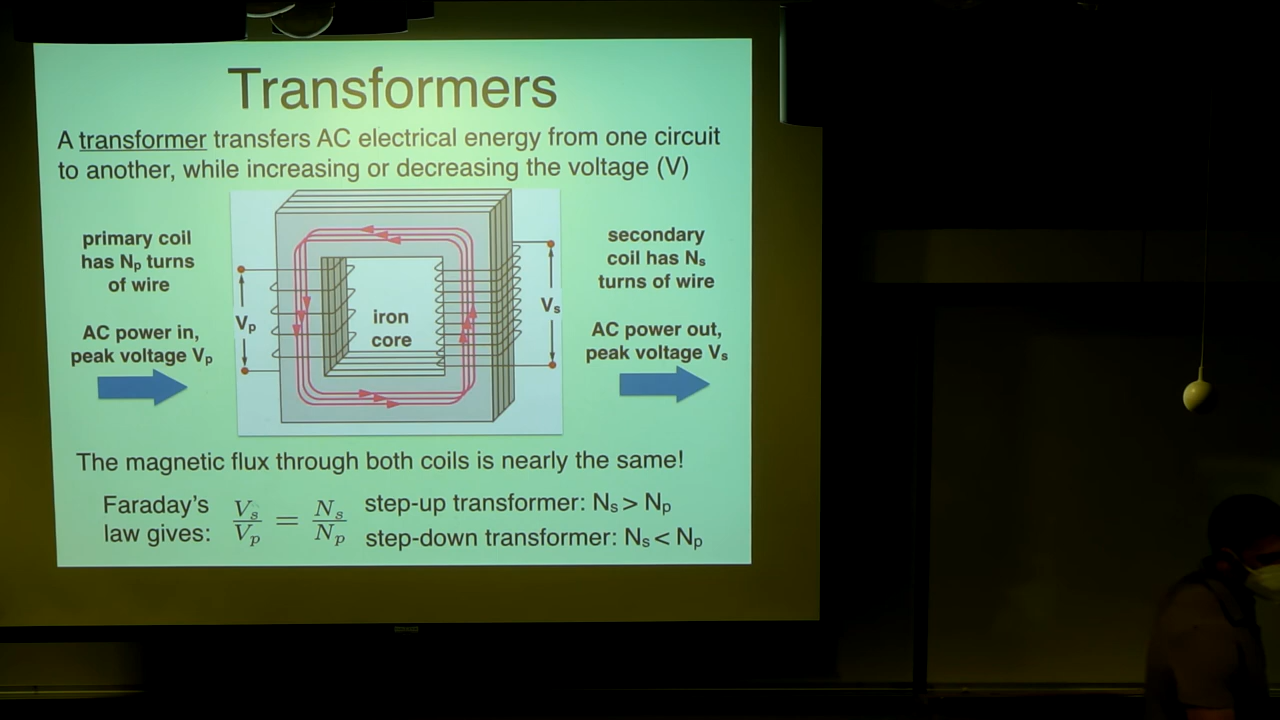 Transformers
A transformer transfers AC electrical energy from one circuit
to another, while increasing or decreasing the voltage (V)
primary coil
has Np turns
of wire
AC power in,
peak voltage Vp
Vp
iron
core
Vs
secondary
coil has Ns
turns of wire
AC power out,
peak voltage Vs
The magnetic flux through both coils is nearly the same!
Faraday's
law gives:
Vs/Vp = Ns/Np
step-up transformer: Ns > Np
step-down transformer: Ns < Np